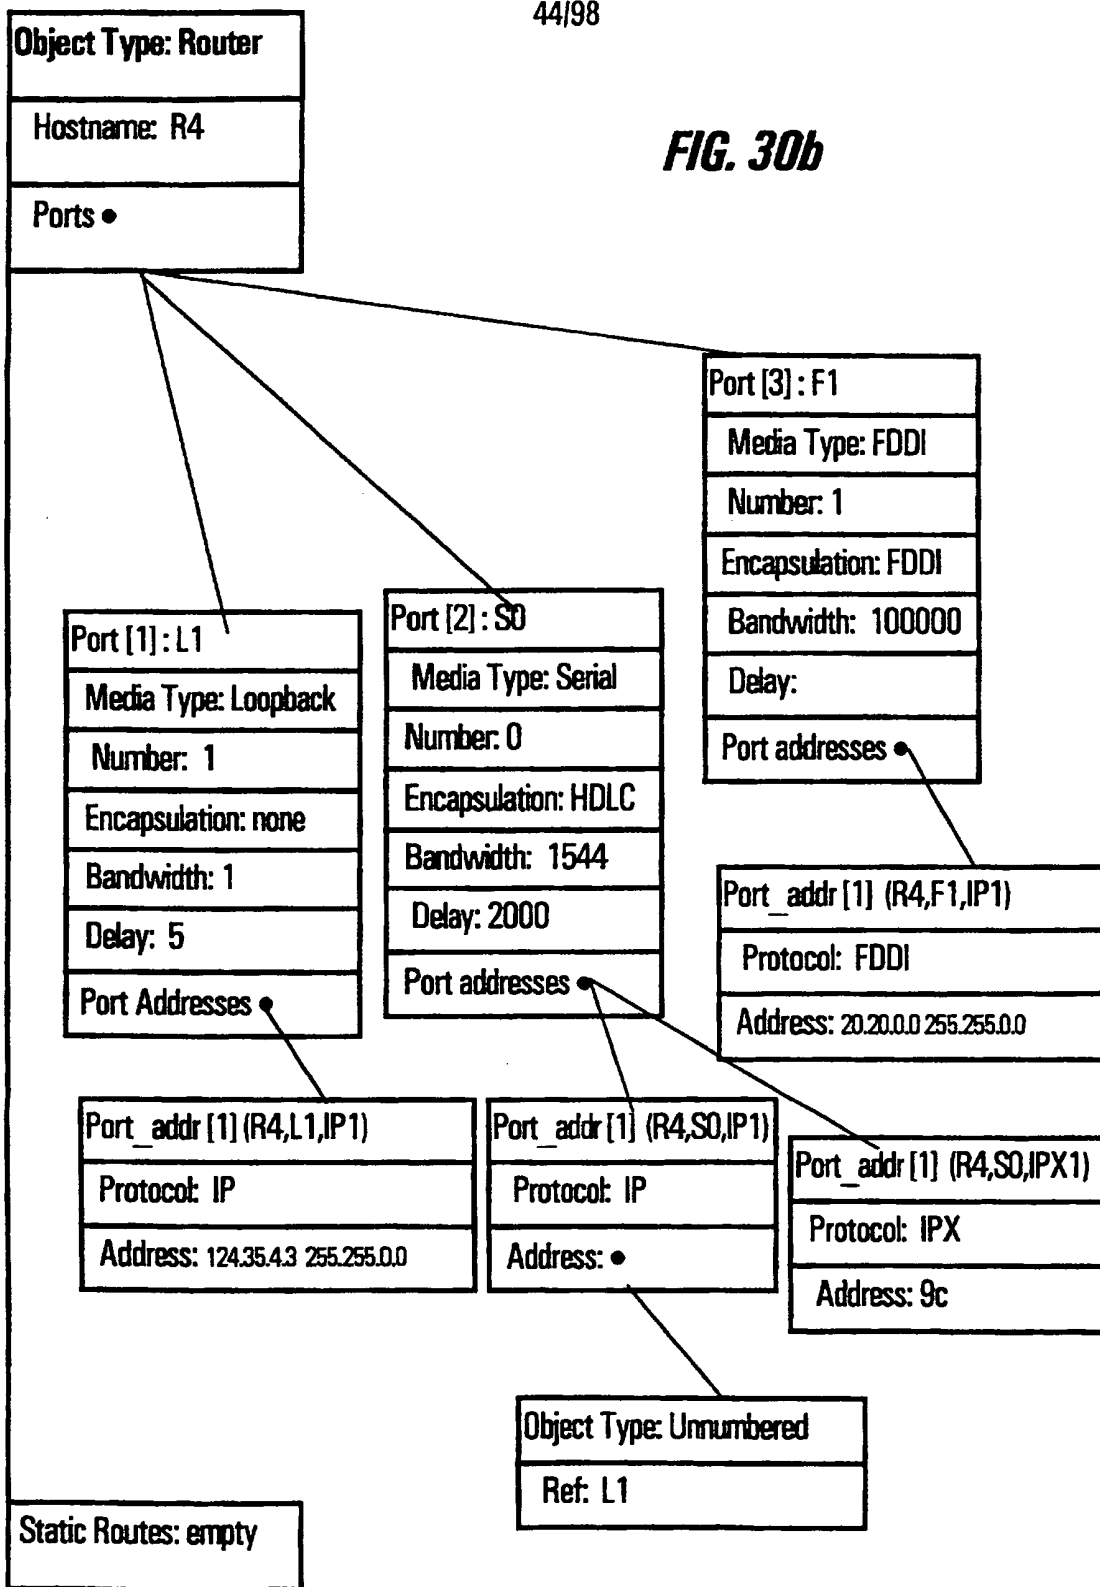 44/98
Object Type: Router
Hostname: R4
FIG. 30b
Ports
Port [3] : F1
Media Type: FDDI
Number: 1
Encapsulation: FDDI
Bandwidth: 100000
Delay:
Port addresses
Port [1] : L1
Media Type: Loopback
Number: 1
Encapsulation: none
Bandwidth: 1
Delay: 5
Port Addresses
Port [2] : S0
Media Type: Serial
Number: 0
Encapsulation: HDLC
Bandwidth: 1544
Delay: 2000
Port addresses
Port_addr [1] (R4,F1,IP1)
Protocol: FDDI
Address: 20.20.0.0 255.255.0.0
Port_addr [1] (R4,L1,IP1)
Protocol: IP
Address: 124.35.4.3 255.255.0.0
Port_addr [1] (R4,S0,IP1)
Protocol: IP
Address:
Port_addr [1] (R4,S0,IPX1)
Protocol: IPX
Address: 9c
Object Type: Unnumbered
Ref: L1
Static Routes: empty